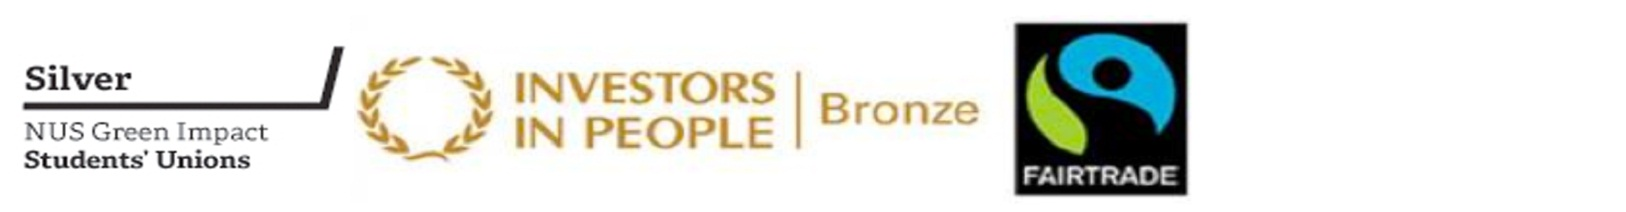 Silver
NUS Green Impact
Students' Unions
INVESTORS
IN PEOPLE
Bronze
FAIRTRADE